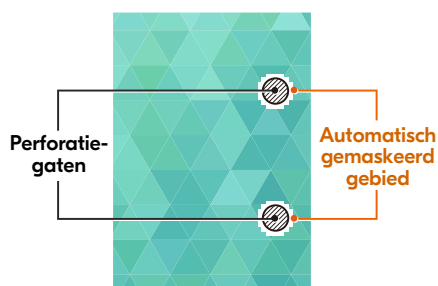 Perforatie-
gaten
Automatisch
gemaskeerd
gebied